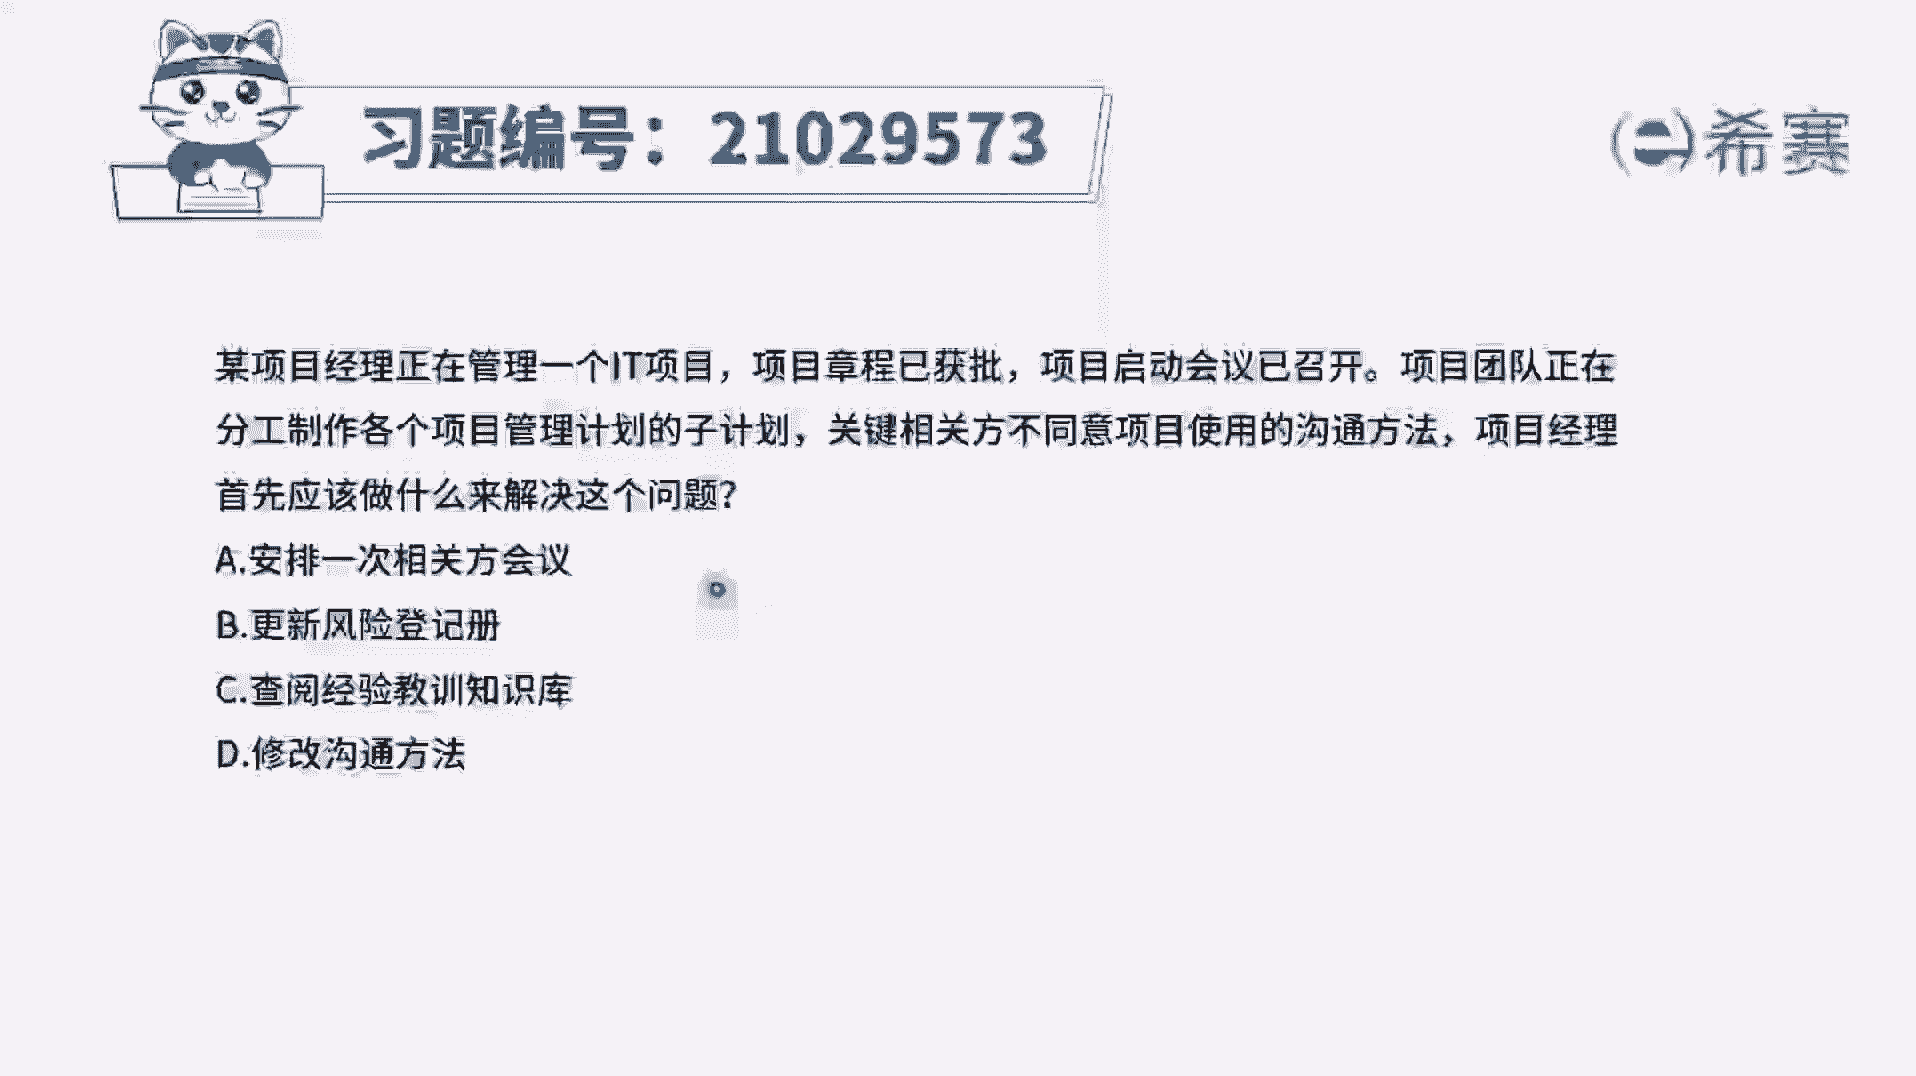 习题编号：21029573
希赛
某项目经理正在管理一个IT项目，项目章程已获批，项目启动会议已召开。项目团队正在
分工制作各个项目管理计划的子计划，关键相关方不同意项目使用的沟通方法，项目经理
首先应该做什么来解决这个问题？
A.安排一次相关方会议
B.更新风险登记册
C.查阅经验教训知识库
D.修改沟通方法